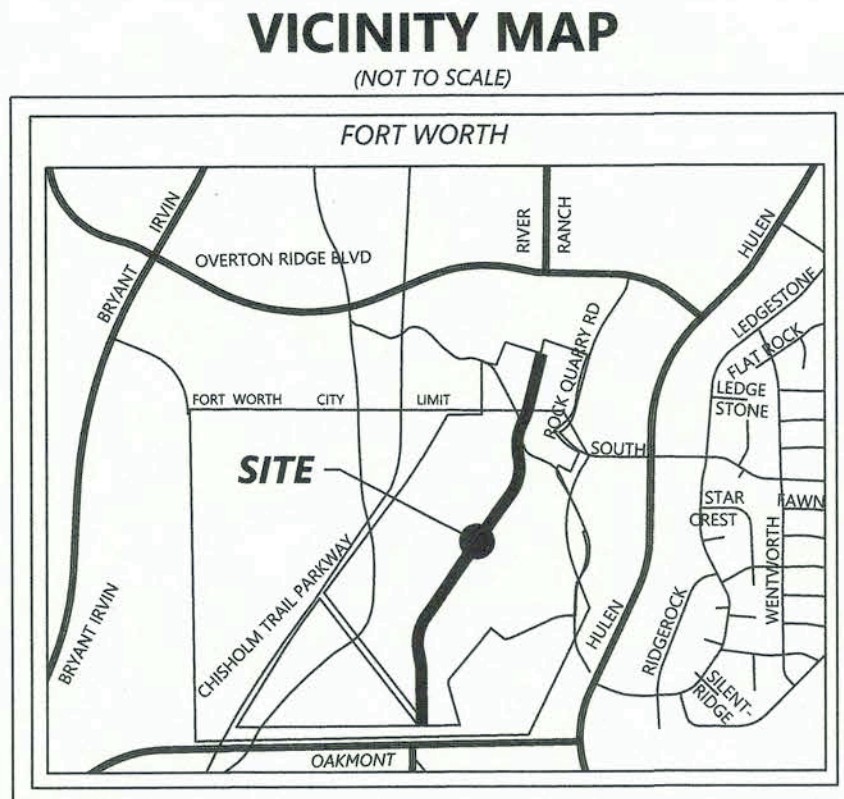 VICINITY MAP
(NOT TO SCALE)
FORT WORTH
BRYANT IRVIN
OVERTON RIDGE BLVD
RIVER RANCH
HULEN
LEDGESTONE
FLAT ROCK
ROCK QUARRY RD
LEDGE
STONE
FORT WORTH CITY LIMIT
SOUTH
SITE
STAR
CREST
FAWN
WENTWORTH
CHISHOLM TRAIL PARKWAY
HULEN
RIDGEROCK
BRYANT IRVIN
SILENT-
RIDGE
OAKMONT